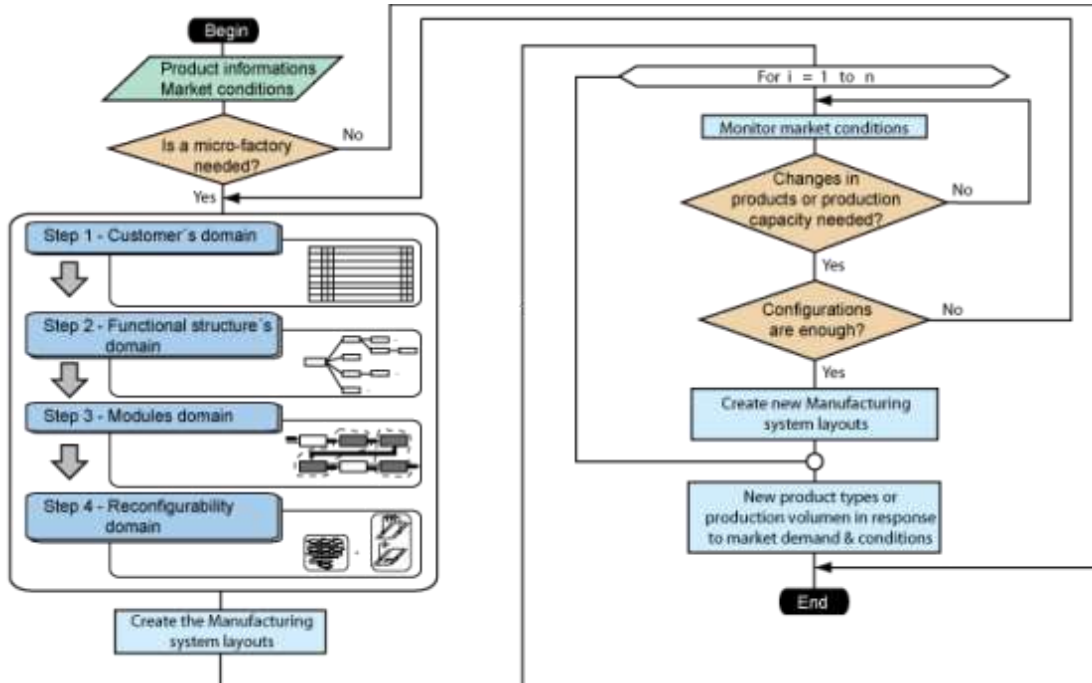 Begin
Product informations
Market conditions
Is a micro-factory
needed?
No
Yes
Step 1 - Customer´s domain
Step 2 - Functional structure´s
domain
Step 3 - Modules domain
Step 4 - Reconfigurability
domain
Create the Manufacturing
system layouts
For i = 1 to n
Monitor market conditions
Changes in
products or production
capacity needed?
No
Yes
Configurations
are enough?
No
Yes
Create new Manufacturing
system layouts
New product types or
production volumen in response
to market demand & conditions
End